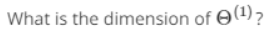 What is the dimension of Θ⁽¹⁾?